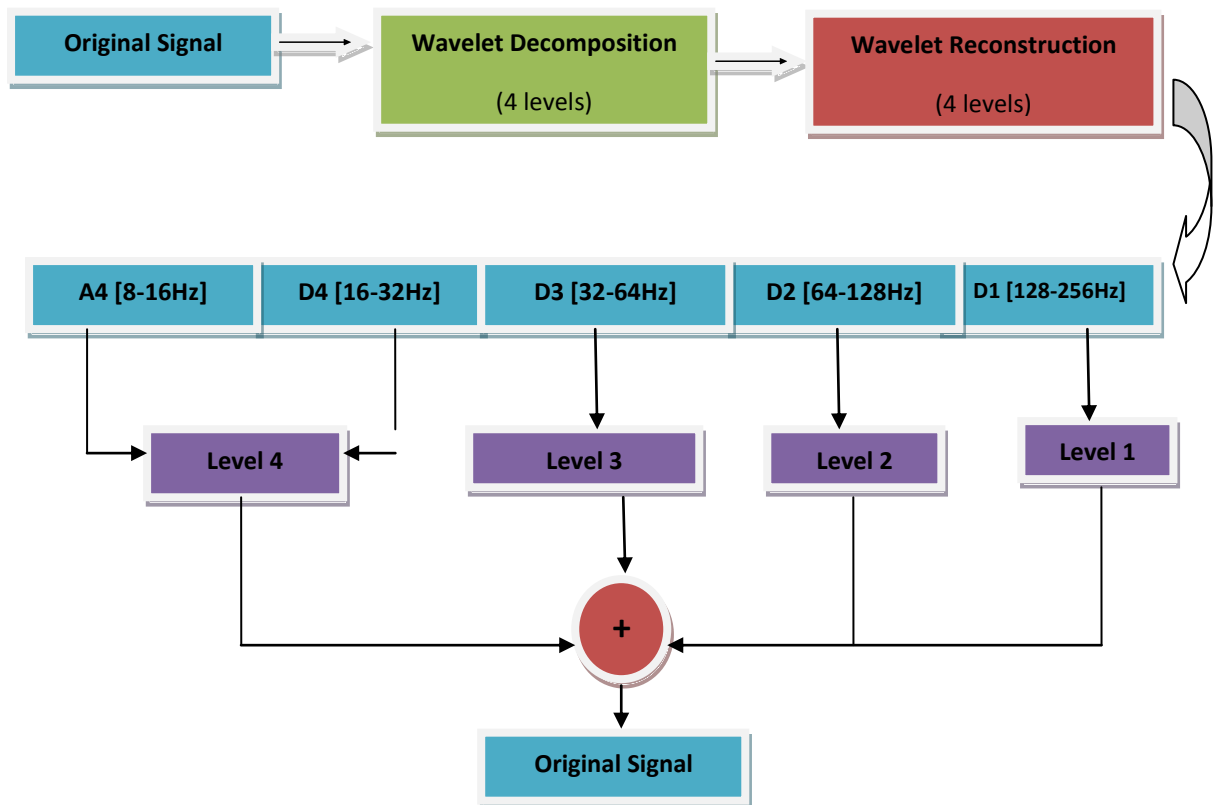 Original Signal
Wavelet Decomposition
(4 levels)
Wavelet Reconstruction
(4 levels)
A4 [8-16Hz]
D4 [16-32Hz]
D3 [32-64Hz]
D2 [64-128Hz]
D1 [128-256Hz]
Level 4
Level 3
Level 2
Level 1
+
Original Signal